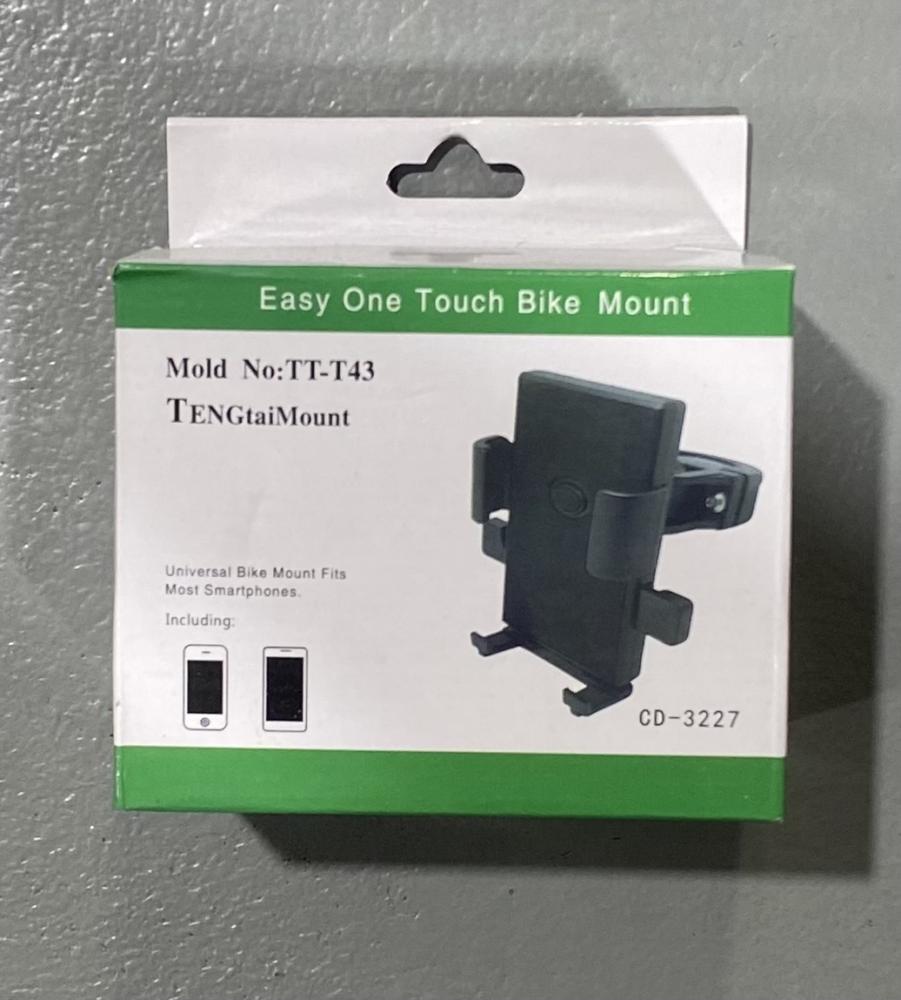 Easy One Touch Bike Mount
Mold No:TT-T43
TENGtaiMount
Universal Bike Mount Fits
Most Smartphones.
Including:
CD-3227